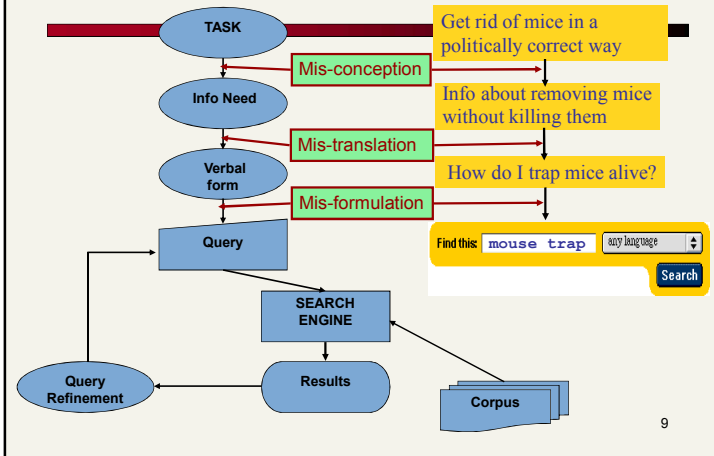 TASK
Get rid of mice in a
politically correct way
Mis-conception
Info Need
Info about removing mice
without killing them
Mis-translation
Verbal
form
How do I trap mice alive?
Mis-formulation
Query
Find this: mouse trap any language
Search
SEARCH
ENGINE
Query
Refinement
Results
Corpus
9